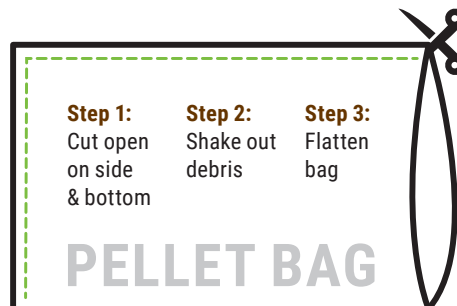 Step 1:
Cut open
on side
& bottom
Step 2:
Shake out
debris
Step 3:
Flatten
bag
PELLET BAG